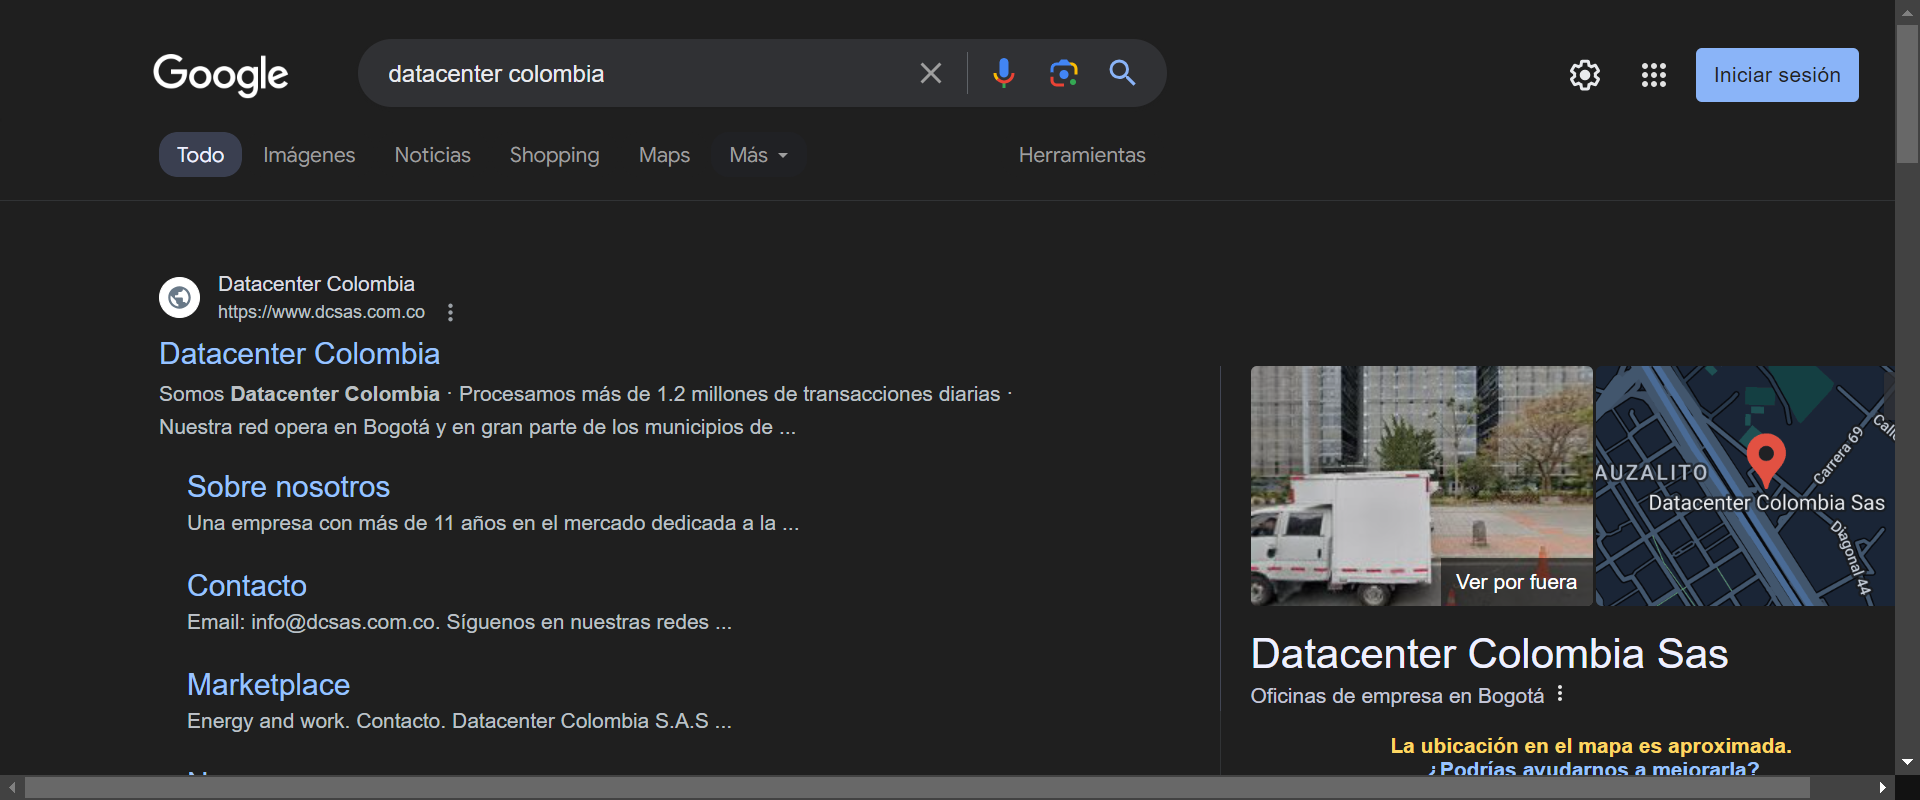 Google
datacenter colombia
Iniciar sesión
Todo
Imágenes
Noticias
Shopping
Maps
Más
Herramientas
Datacenter Colombia
https://www.dcsas.com.co
Datacenter Colombia
Somos Datacenter Colombia · Procesamos más de 1.2 millones de transacciones diarias ·
Nuestra red opera en Bogotá y en gran parte de los municipios de ...
Sobre nosotros
Una empresa con más de 11 años en el mercado dedicada a la ...
Contacto
Email: info@dcsas.com.co. Síguenos en nuestras redes ...
Marketplace
Energy and work. Contacto. Datacenter Colombia S.A.S ...
Ver por fuera
AUZALITO
Datacenter Colombia Sas
Carrera 69
Diagonal 44
Datacenter Colombia Sas
Oficinas de empresa en Bogotá
La ubicación en el mapa es aproximada.
¿Podrías ayudarnos a mejorarla?